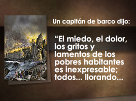 Un capitán de barco dijo:
"El miedo, el dolor,
los gritos y
lamentos de los
pobres habitantes
es inexpresable;
todos... llorando...